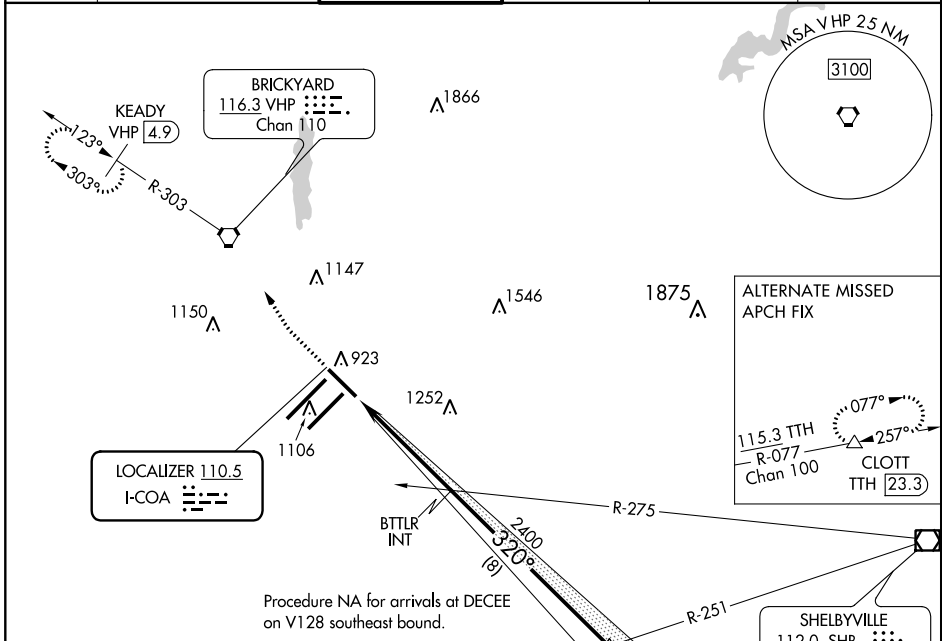 MSA VHP 25 NM
3100
BRICKYARD
116.3 VHP
Chan 110
1866
KEADY
VHP 4.9
123°
303°
R-303
1147
1150
1546
1875
923
1252
1106
ALTERNATE MISSED
APCH FIX
077°
257°
115.3 TTH
R-077
Chan 100
CLOTT
TTH 23.3
LOCALIZER 110.5
I-COA
BTTLR
INT
R-275
2400
320°
(8)
R-251
Procedure NA for arrivals at DECEE
on V128 southeast bound.
SHELBYVILLE
112.0 SHB